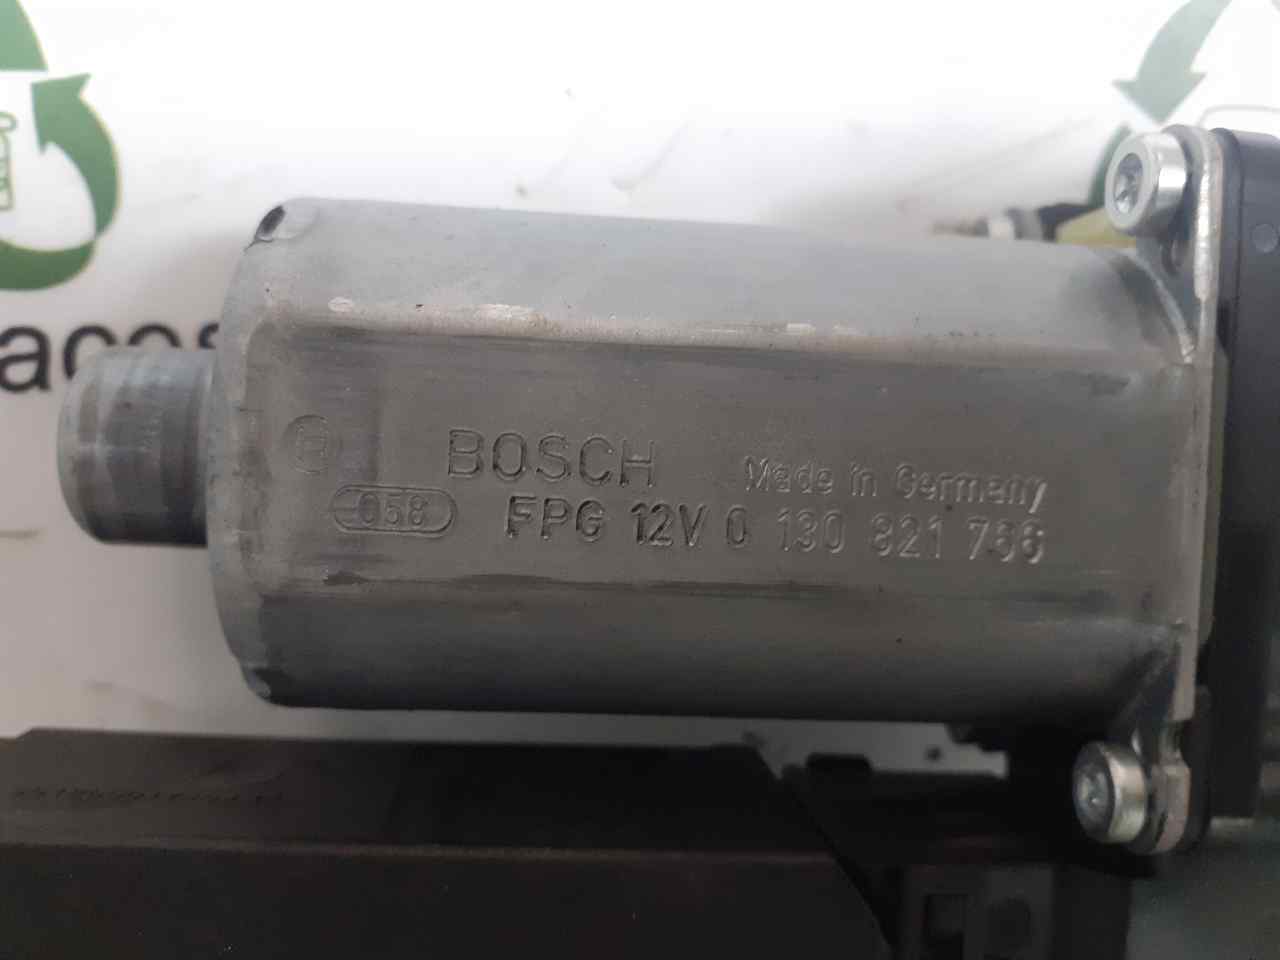 BOSCH Made in Germany
058 FPG 12V 0 130 821 766